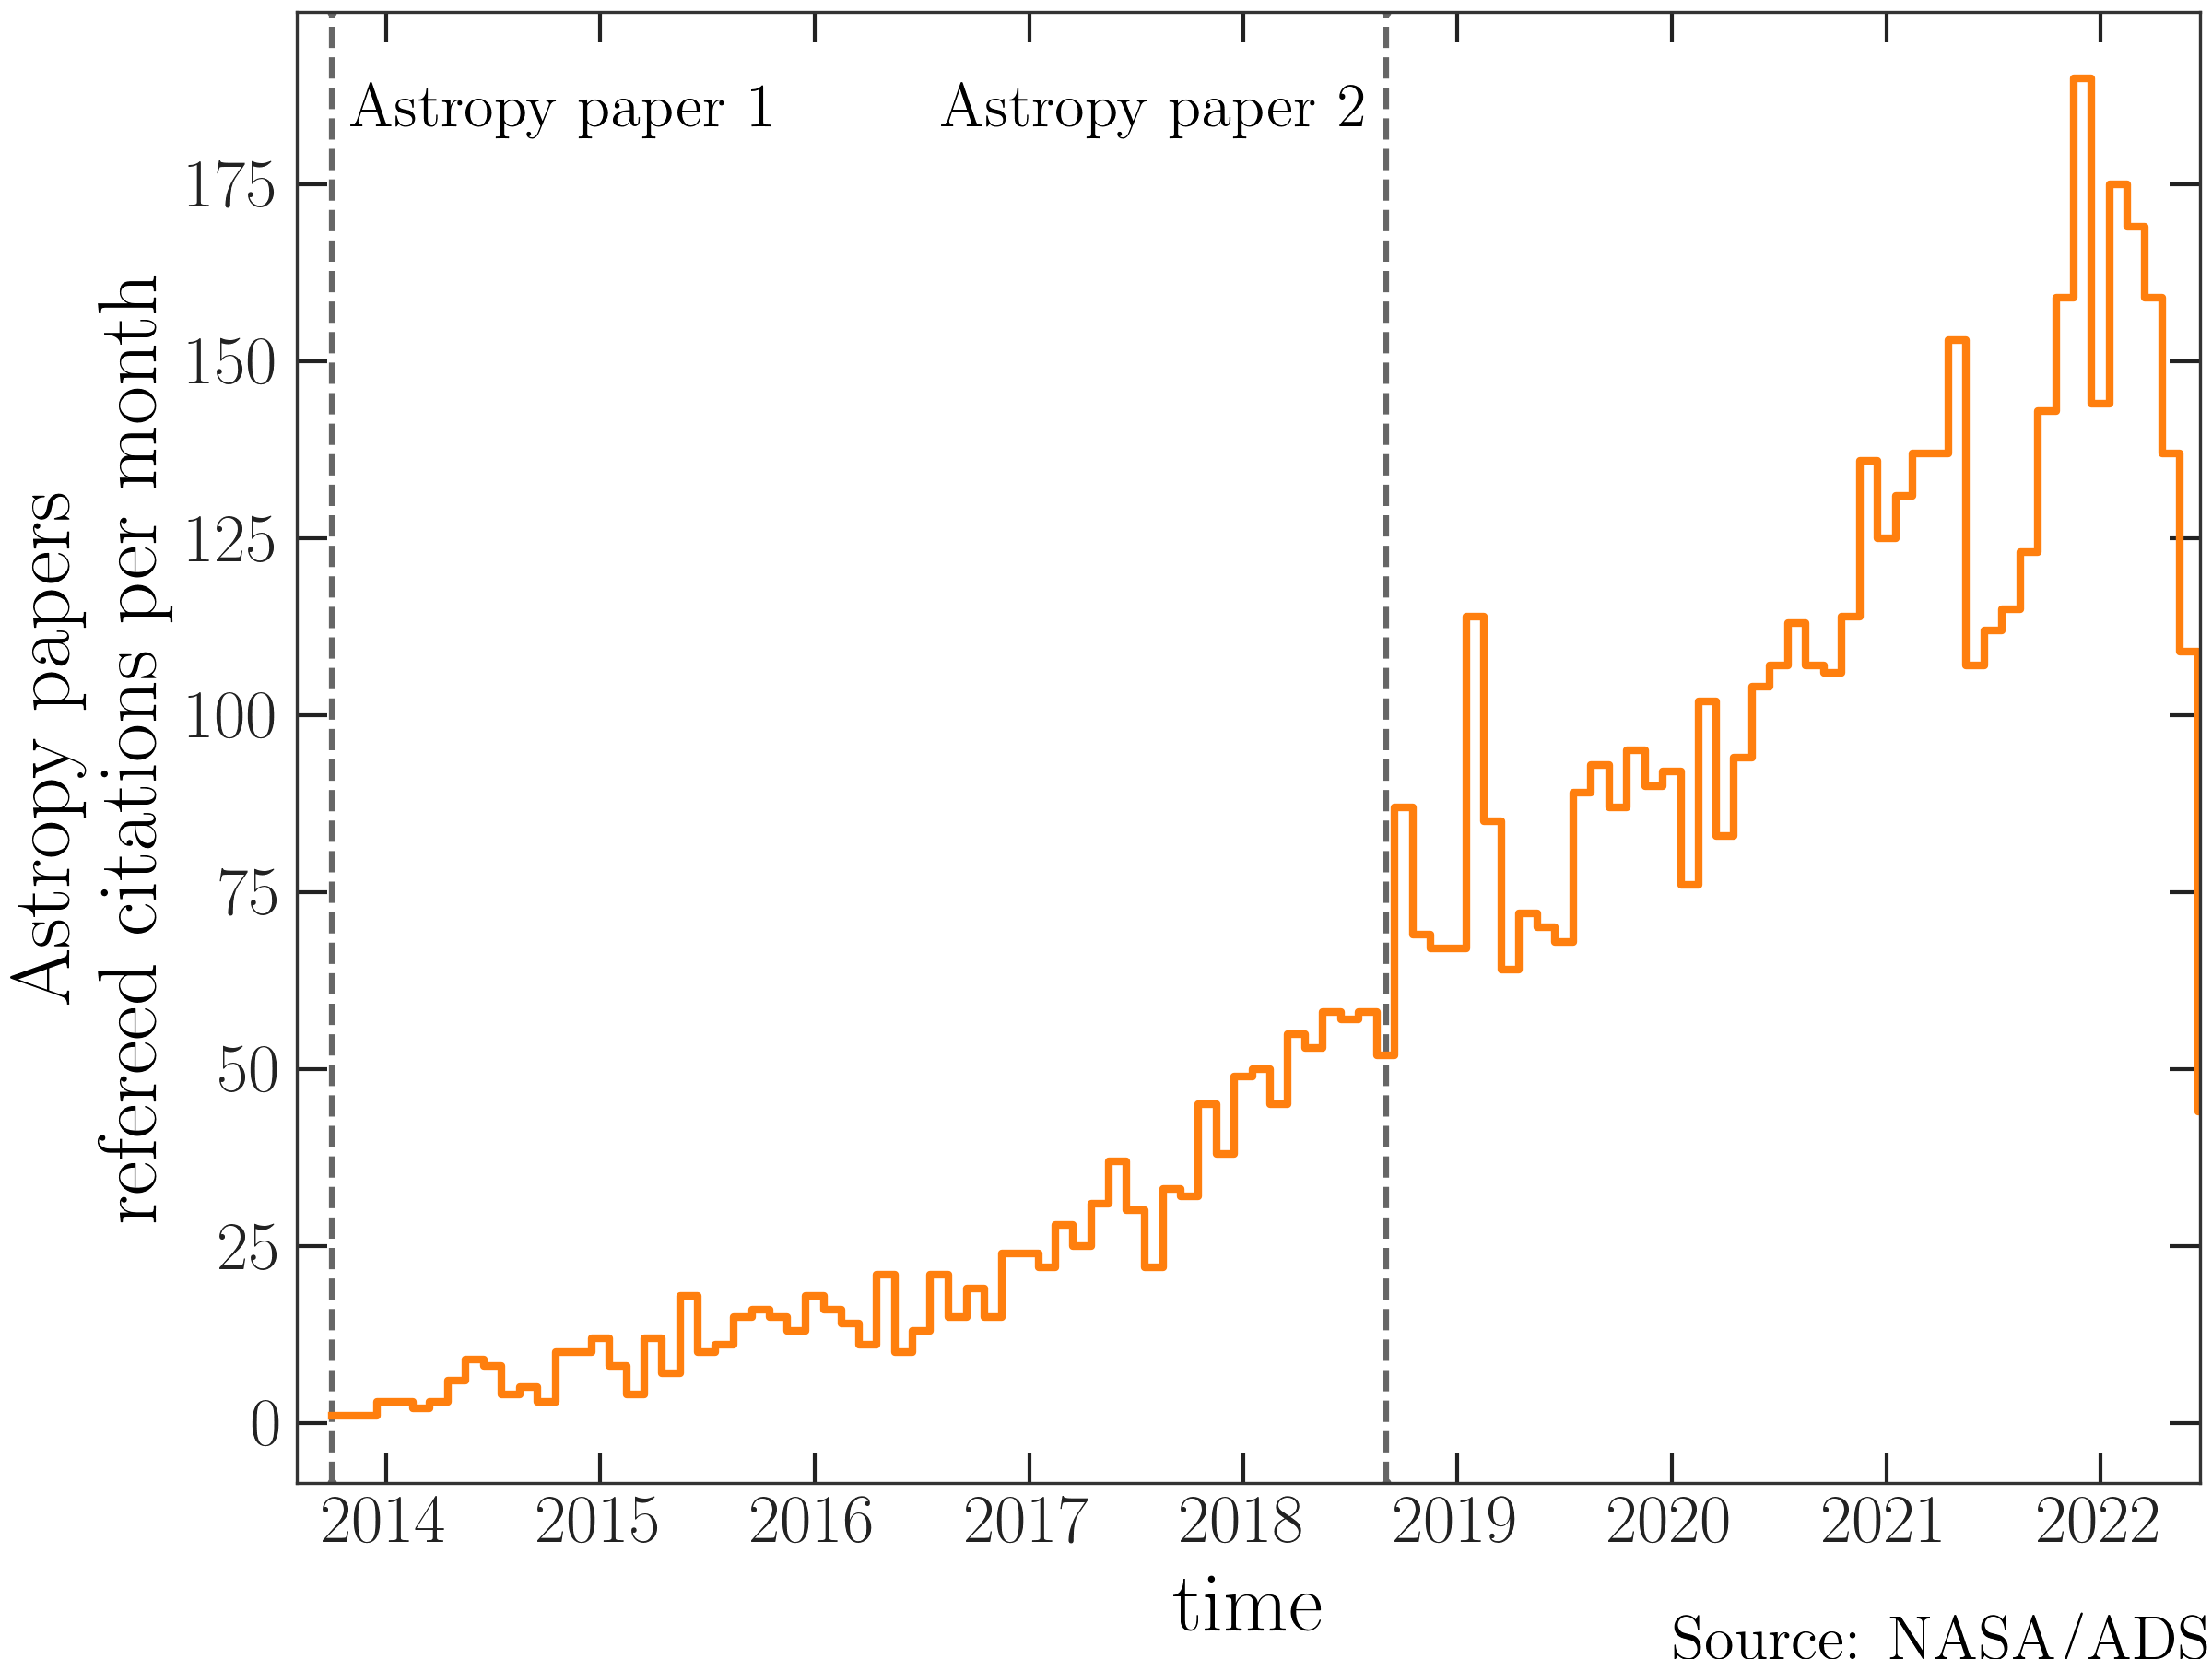 Astropy paper 1
Astropy paper 2
Astropy papers
refereed citations per month
175
150
125
100
75
50
25
0
2014 2015 2016 2017 2018 2019 2020 2021 2022
time
Source: NASA/ADS